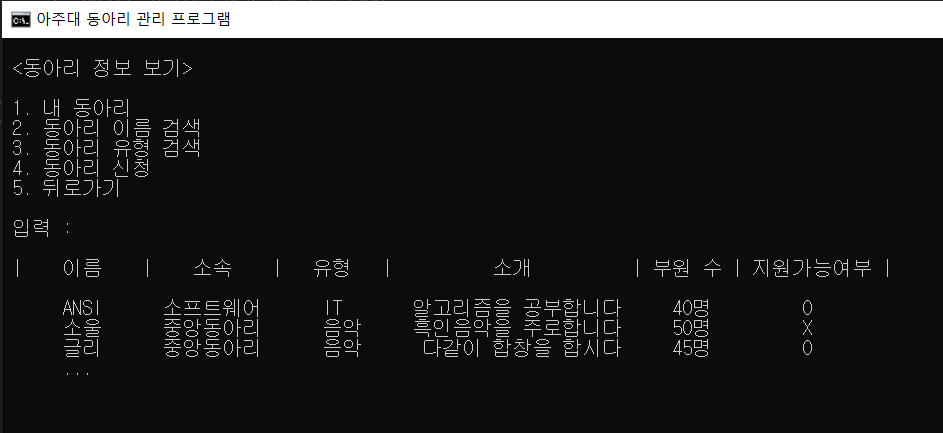 아주대 동아리 관리 프로그램
<동아리 정보 보기>
1. 내 동아리
2. 동아리 이름 검색
3. 동아리 유형 검색
4. 동아리 신청
5. 뒤로가기
입력 :
| 이름 | 소속 | 유형 | 소개 | 부원 수 | 지원가능여부 |
ANSI 소프트웨어 IT 알고리즘을 공부합니다 40명 O
소울 중앙동아리 음악 흑인음악을 주로합니다 50명 X
글리 중앙동아리 음악 다같이 합창을 합시다 45명 O
...